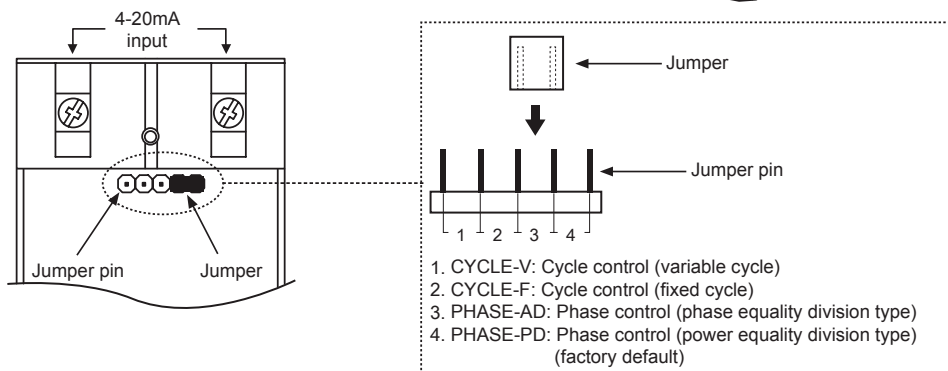 4-20mA
input
Jumper
Jumper pin
1 2 3 4
Jumper pin
Jumper
1. CYCLE-V: Cycle control (variable cycle)
2. CYCLE-F: Cycle control (fixed cycle)
3. PHASE-AD: Phase control (phase equality division type)
4. PHASE-PD: Phase control (power equality division type)
(factory default)